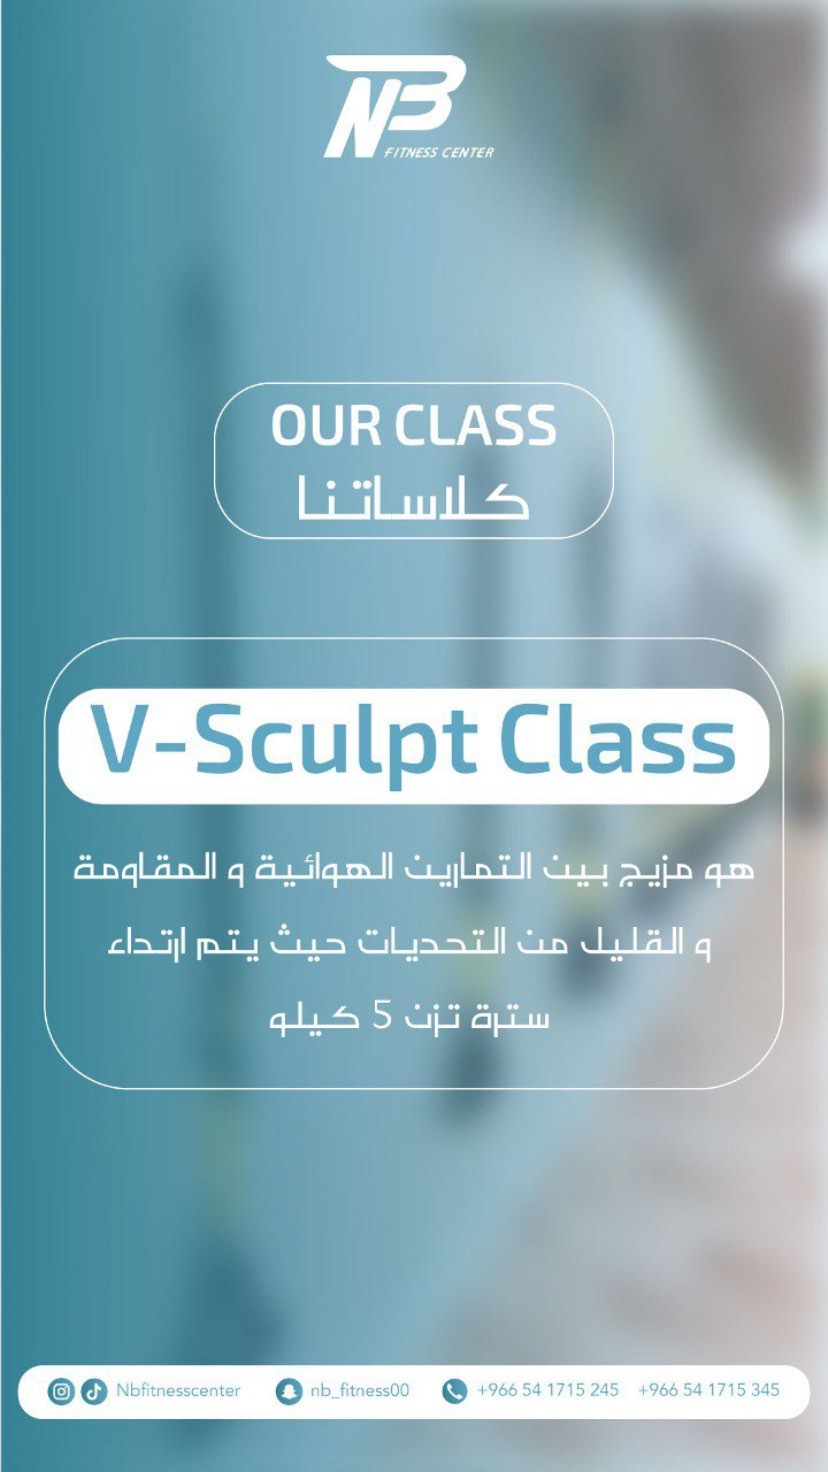 NB
FITNESS CENTER
OUR CLASS
كلاساتنا
V-Sculpt Class
هو مزيج بين التمارين الهوائية و المقاومة
و القليل من التحديات حيث يتم ارتداء
سترة تزن 5 كيلو
Nbfitnesscenter nb_fitness00 +966 54 1715 245 +966 54 1715 345